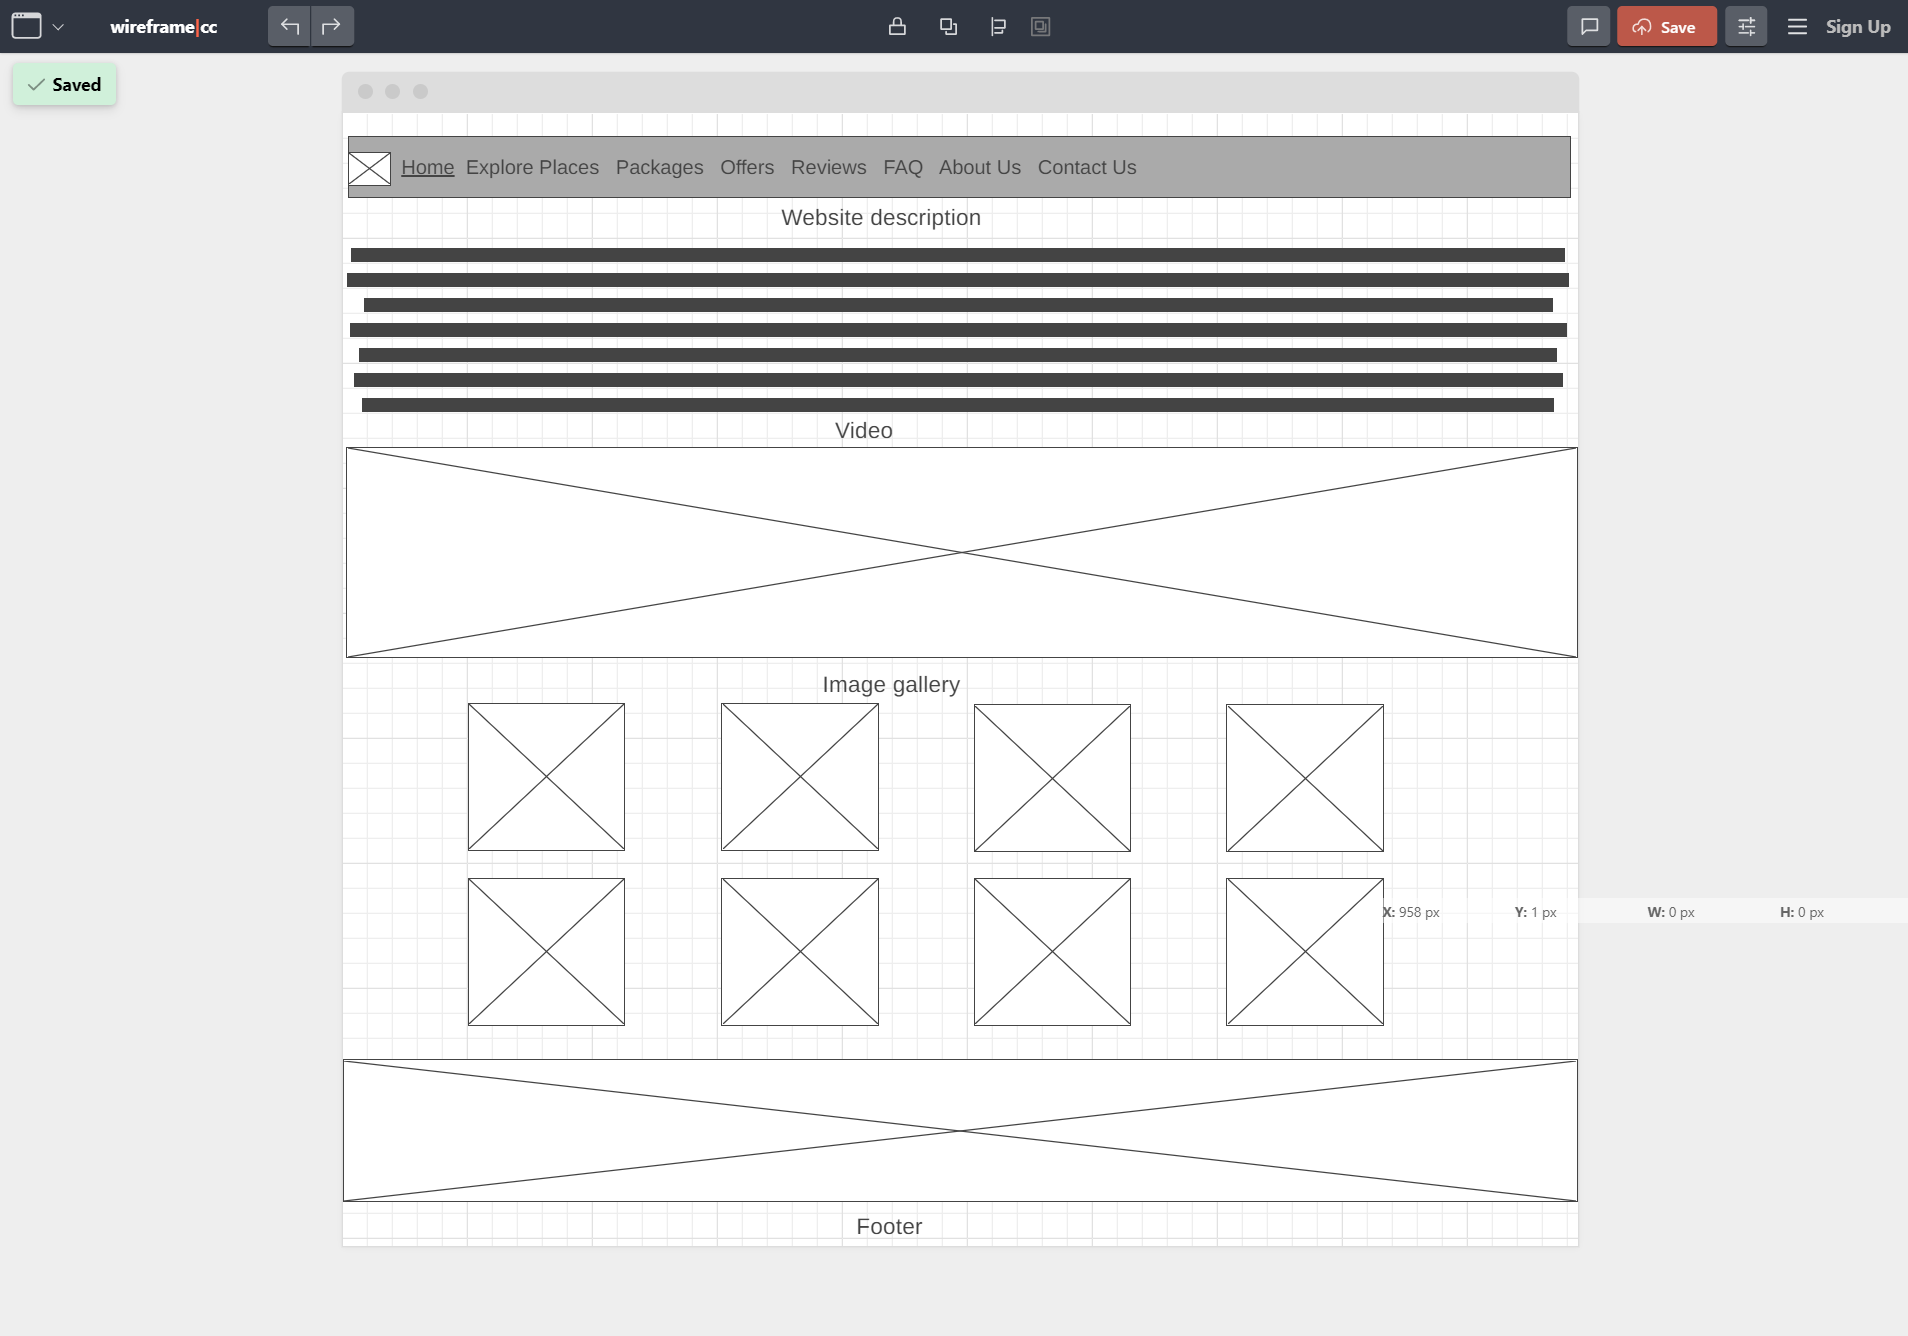 wireframe|cc
Save
Sign Up
Saved
Home Explore Places Packages Offers Reviews FAQ About Us Contact Us
Website description
Video
Image gallery
X: 958 px Y: 1 px W: 0 px H: 0 px
Footer